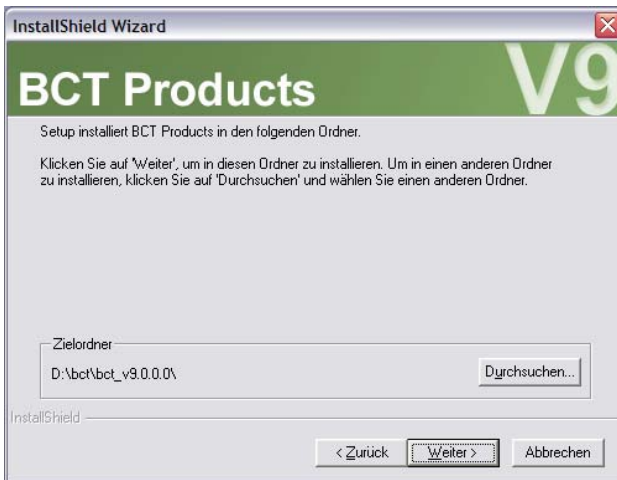 InstallShield Wizard
BCT Products V9
Setup installiert BCT Products in den folgenden Ordner.
Klicken Sie auf 'Weiter', um in diesen Ordner zu installieren. Um in einen anderen Ordner
zu installieren, klicken Sie auf 'Durchsuchen' und wählen Sie einen anderen Ordner.
Zielordner
D:\bct\bct_v9.0.0.0\
Durchsuchen...
InstallShield
< Zurück Weiter > Abbrechen